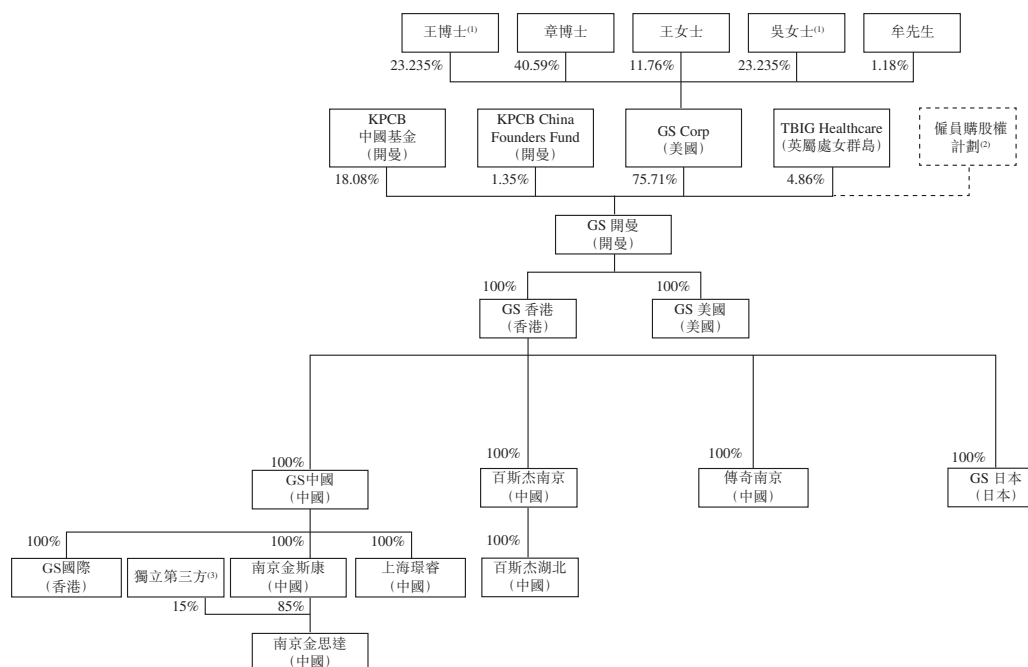 王博士(1)
章博士
王女士
吳女士(1)
牟先生
23.235%
40.59%
11.76%
23.235%
1.18%
KPCB
中國基金
(開曼)
KPCB China
Founders Fund
(開曼)
GS Corp
(美國)
TBIG Healthcare
(英屬處女群島)
僱員購股權
計劃(2)
18.08%
1.35%
75.71%
4.86%
GS 開曼
(開曼)
100%
100%
GS 香港
(香港)
GS 美國
(美國)
100%
100%
100%
100%
GS中國
(中國)
百斯杰南京
(中國)
傳奇南京
(中國)
GS 日本
(日本)
100%
100%
100%
100%
GS國際
(香港)
獨立第三方(3)
南京金斯康
(中國)
上海璟睿
(中國)
百斯杰湖北
(中國)
15%
85%
南京金思達
(中國)